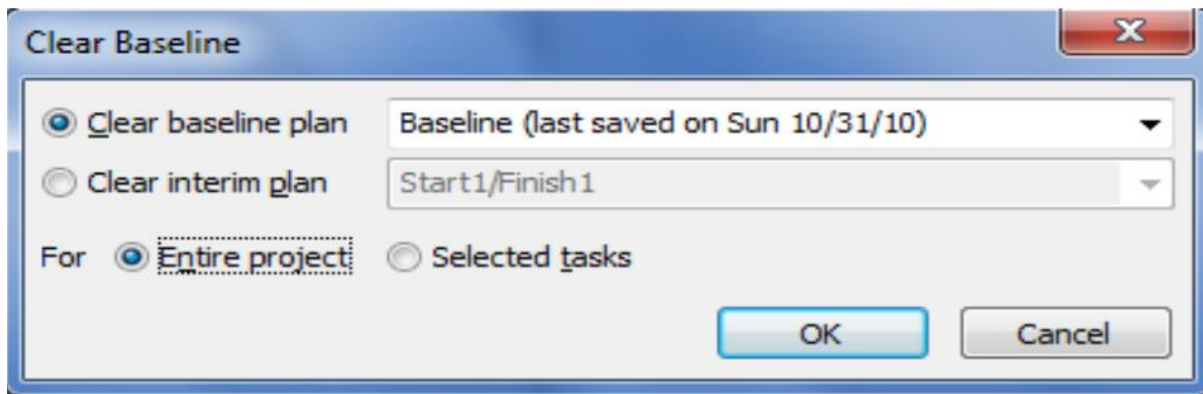 Clear Baseline
Clear baseline plan Baseline (last saved on Sun 10/31/10)
Clear interim plan Start1/Finish1
For Entire project Selected tasks
OK Cancel